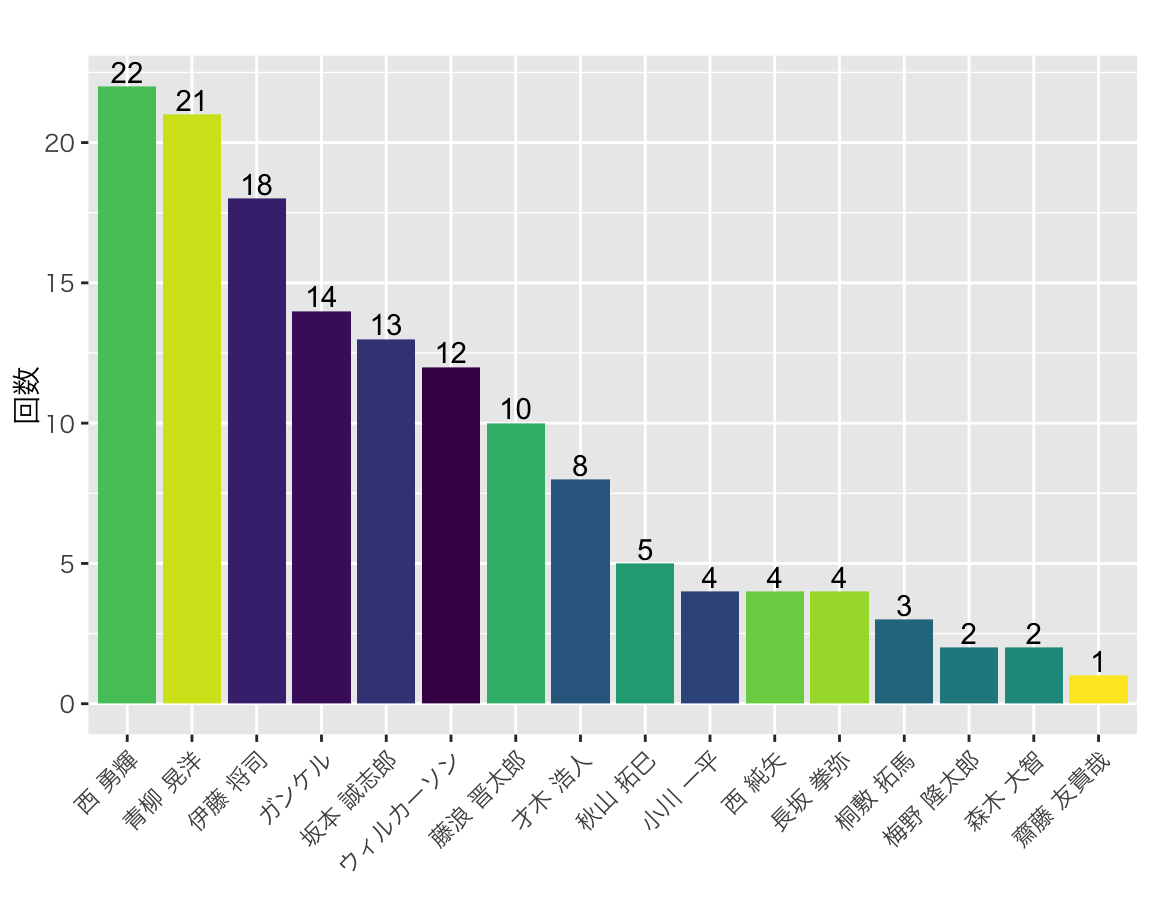 回数
20
15
10
5
0
22
21
18
14
13
12
10
8
5
4
4
4
3
2
2
1
西 勇輝
青柳 晃洋
伊藤 将司
ガンケル
坂本 誠志郎
ウィルカーソン
藤浪 晋太郎
才木 浩人
秋山 拓巳
小川 一平
西 純矢
長坂 拳弥
桐敷 拓馬
梅野 隆太郎
森木 大智
齋藤 友貴哉